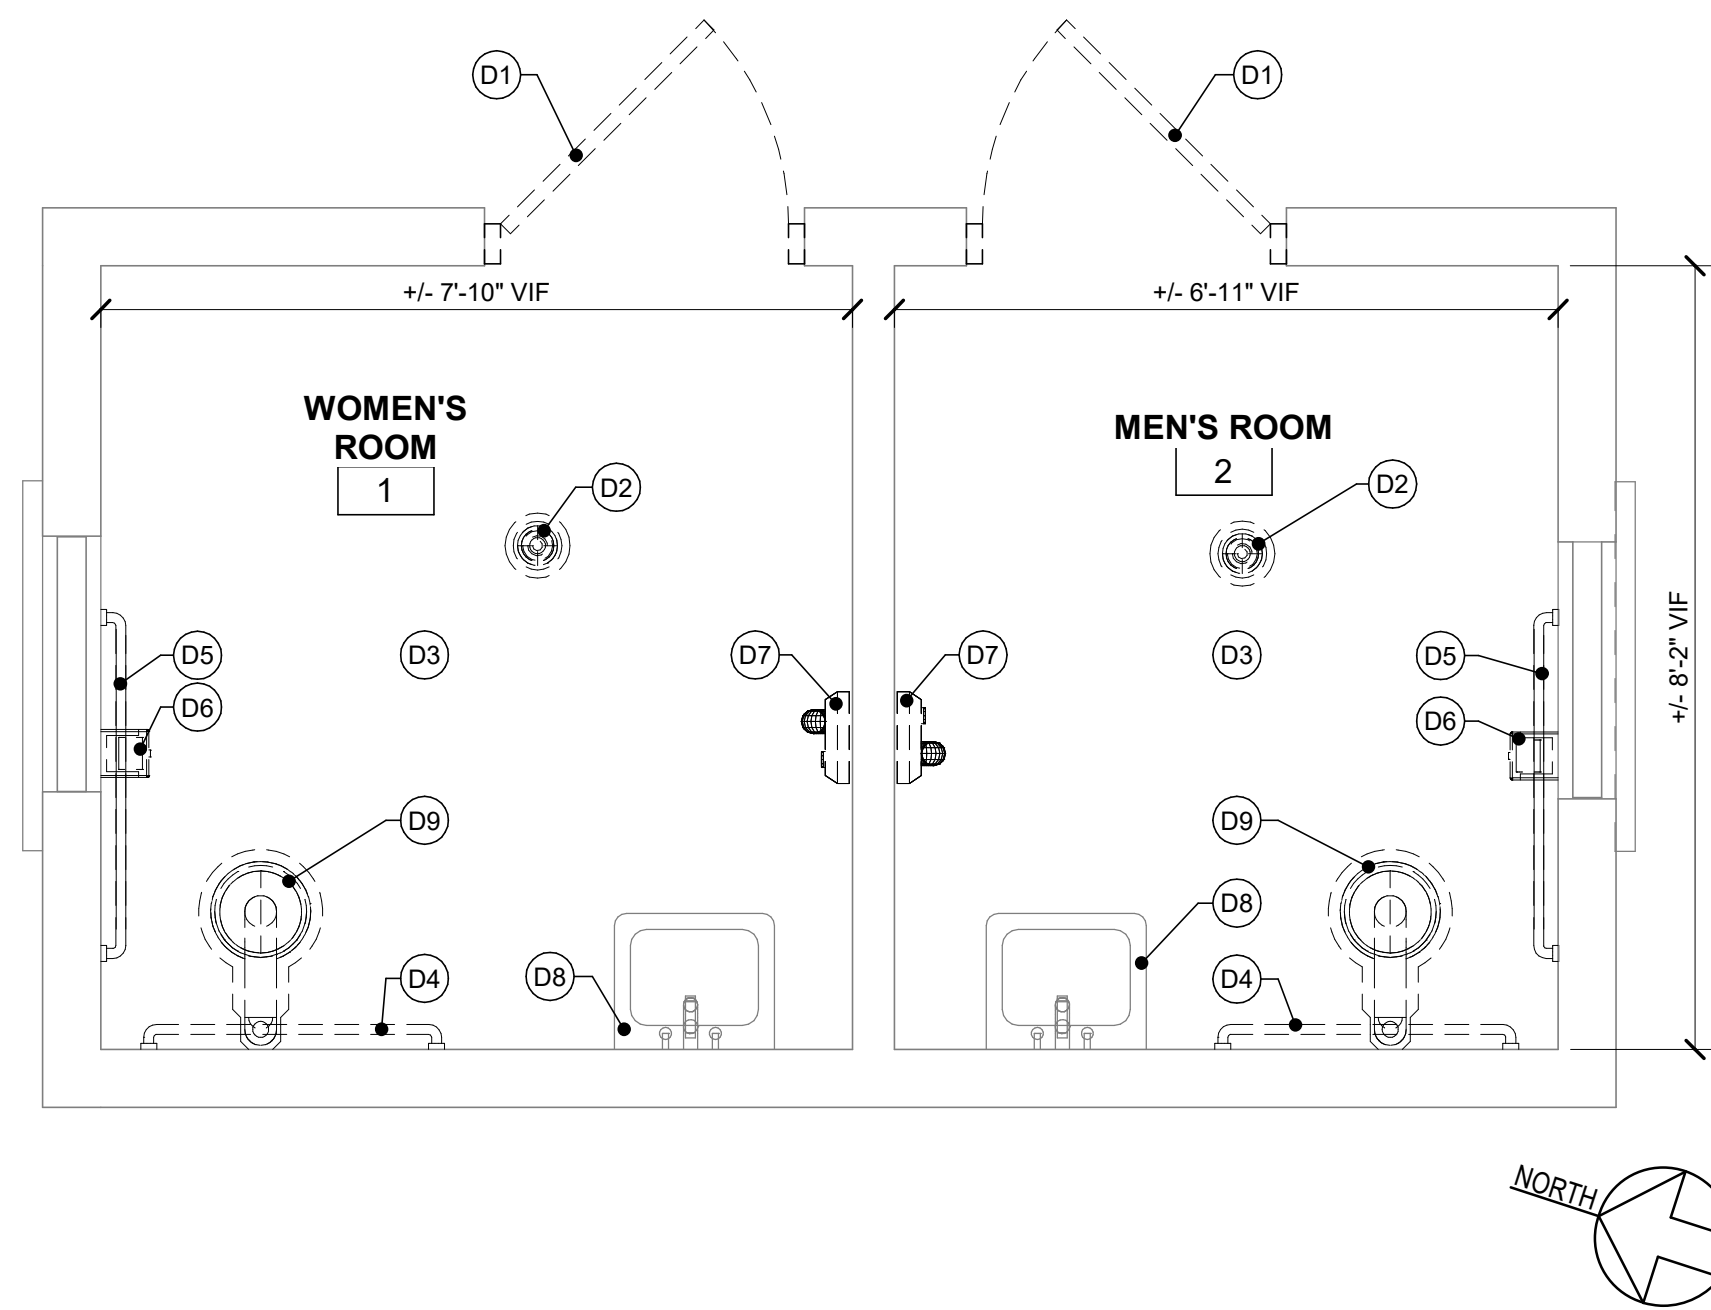 D1
D1
+/- 7'-10" VIF
+/- 6'-11" VIF
WOMEN'S
ROOM
1
MEN'S ROOM
2
D2
D2
+/- 8'-2" VIF
D5
D3
D7
D7
D3
D5
D6
D6
D9
D9
D8
D4
D8
D4
NORTH